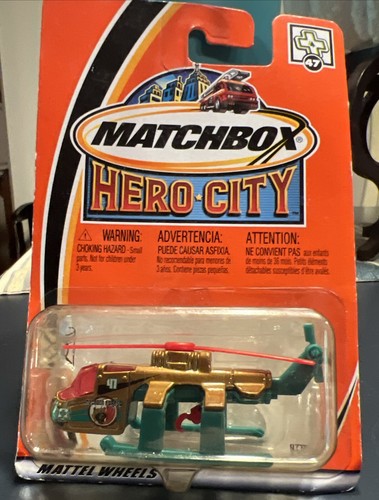 47
MATCHBOX®
HERO CITY
WARNING:
CHOKING HAZARD - Small
parts. Not for children under
3 years.
ADVERTENCIA:
PUEDE CAUSAR ASFIXIA.
No recomendado para menores de
3 años. Contiene piezas pequeñas.
ATTENTION:
NE CONVIENT PAS aux enfants
de moins de 36 mois. Petits éléments
détachables susceptibles d'être avalés.
MATTEL WHEELS